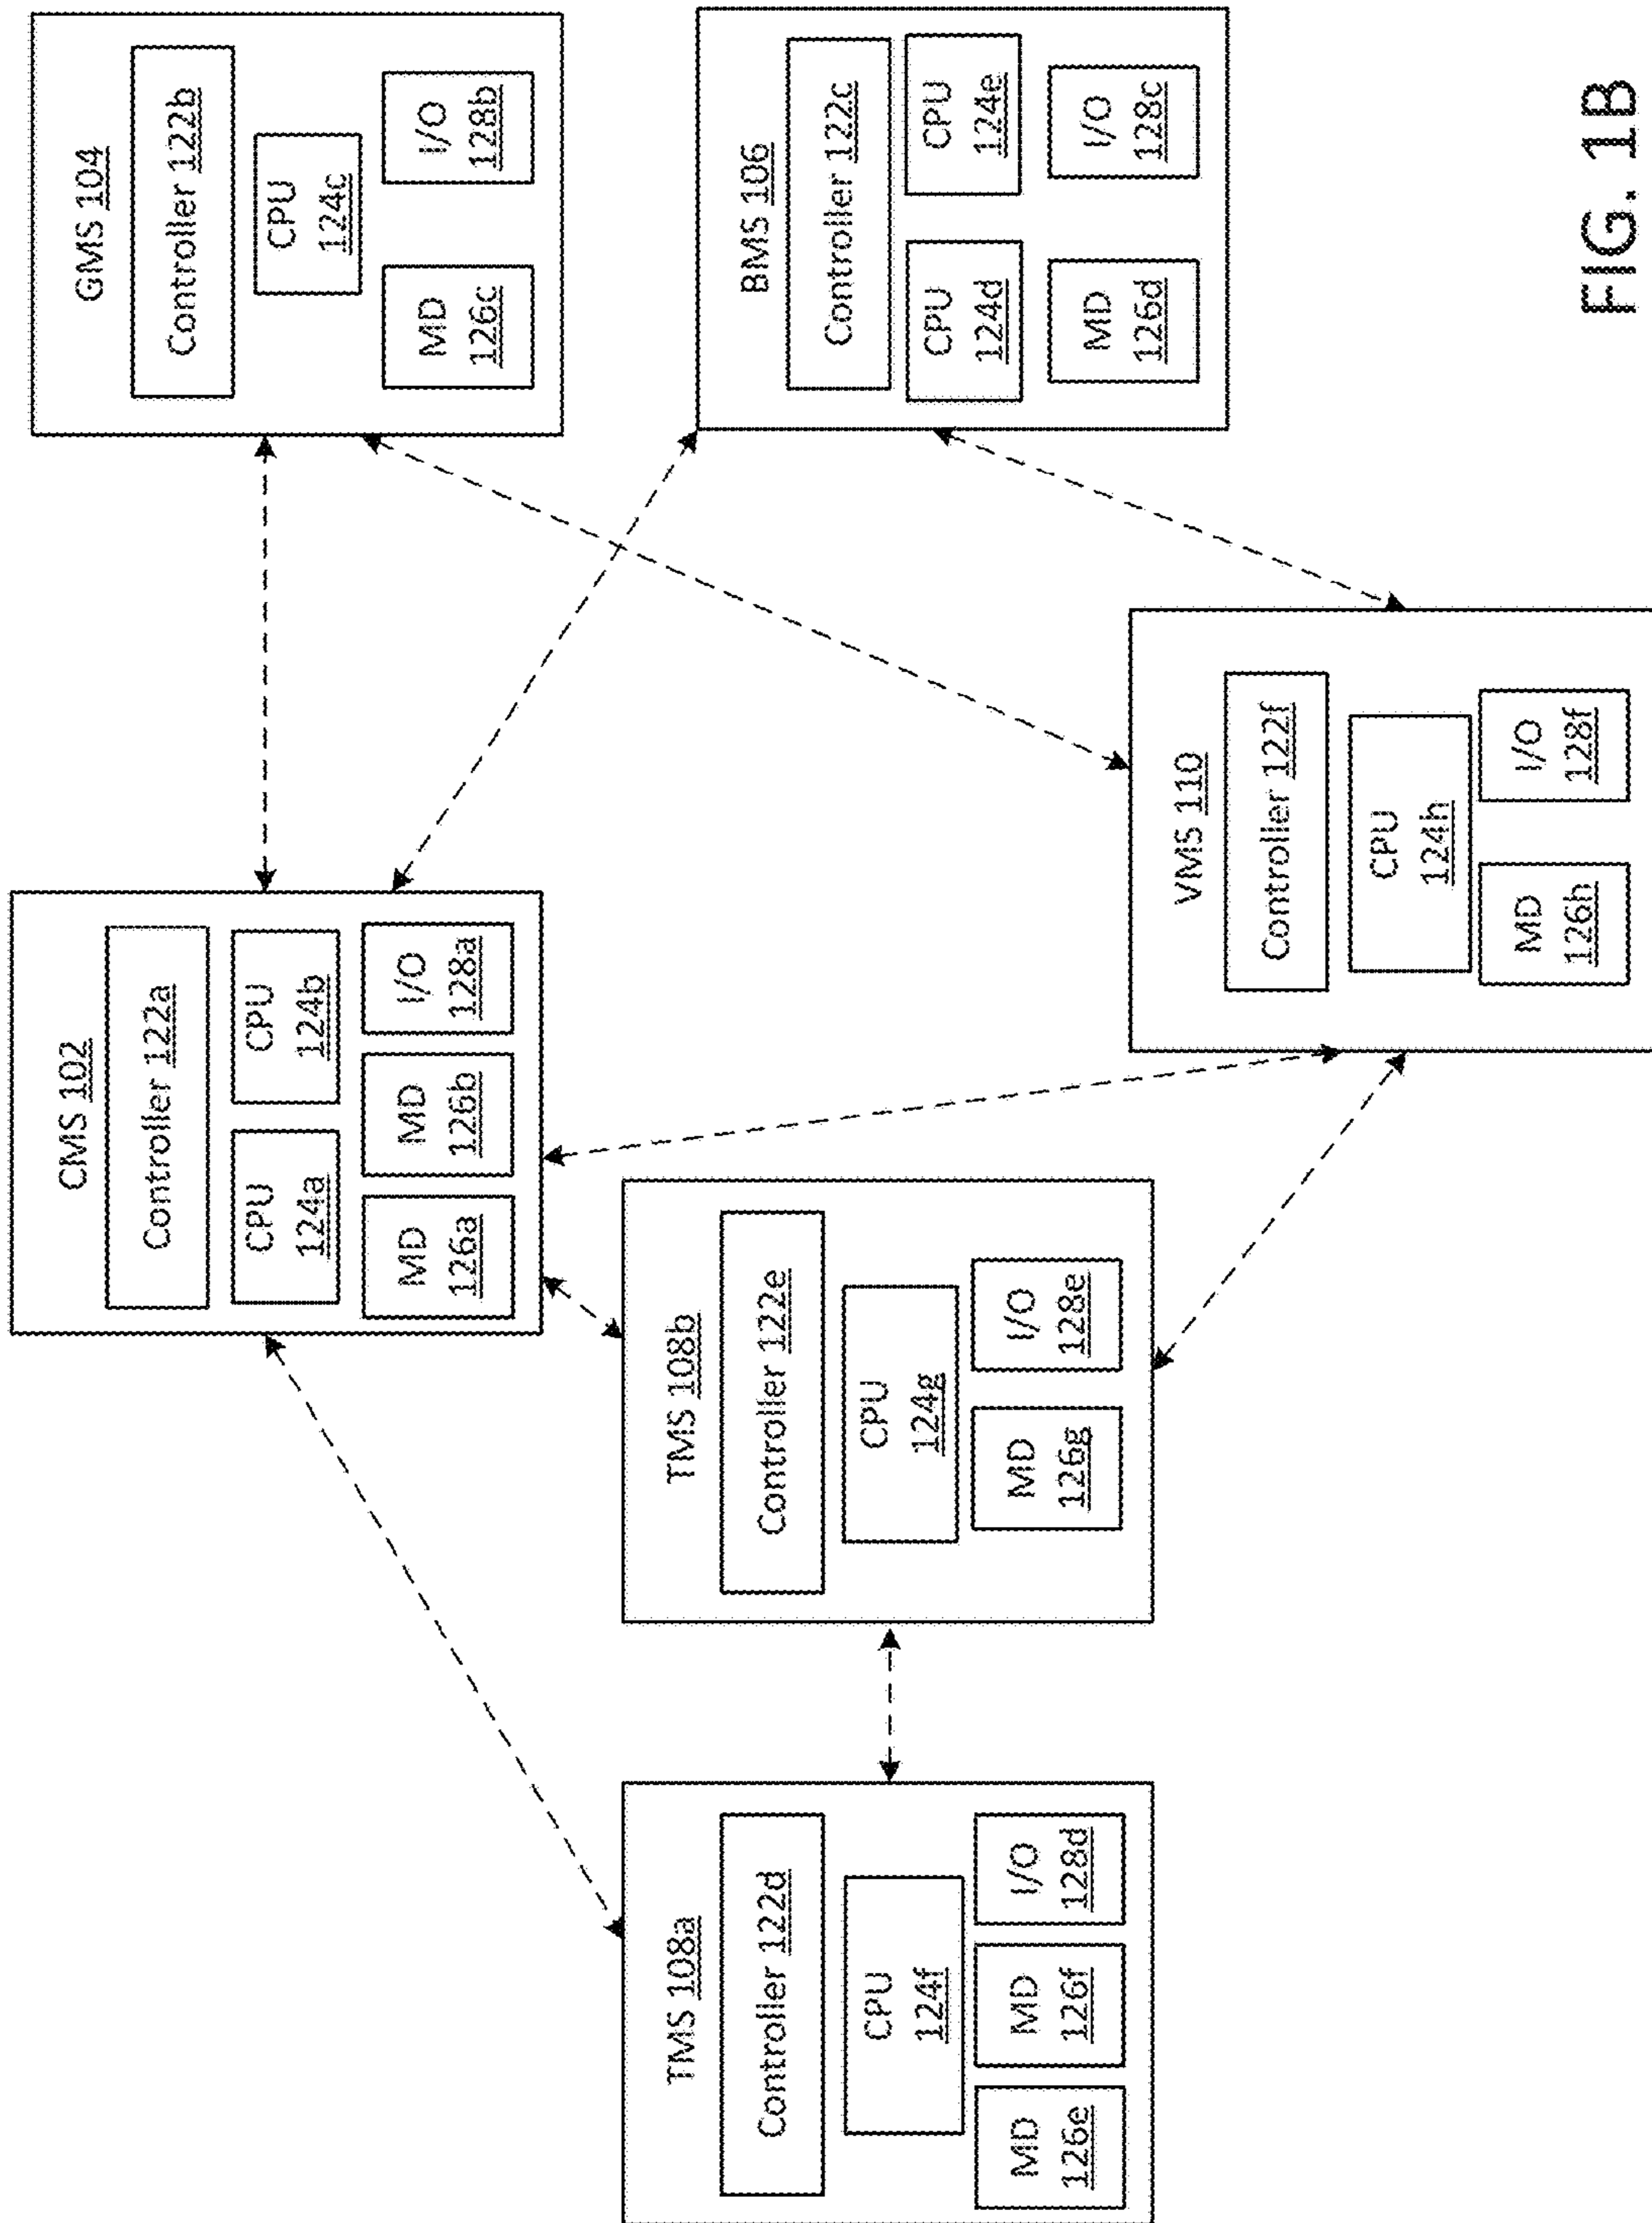 CMS 102
Controller 122a
CPU
124a
CPU
124b
MD
126a
MD
126b
I/O
128a
GMS 104
Controller 122b
CPU
124c
MD
126c
I/O
128b
TMS 108a
Controller 122d
CPU
124f
MD
126e
MD
126f
I/O
128d
TMS 108b
Controller 122e
CPU
124g
MD
126g
I/O
128e
BMS 106
Controller 122c
CPU
124d
CPU
124e
MD
126d
I/O
128c
VMS 110
Controller 122f
CPU
124h
MD
126h
I/O
128f
FIG. 1B